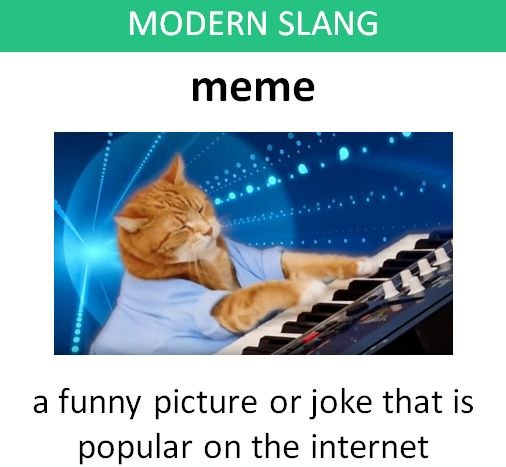 MODERN SLANG
meme
a funny picture or joke that is
popular on the internet